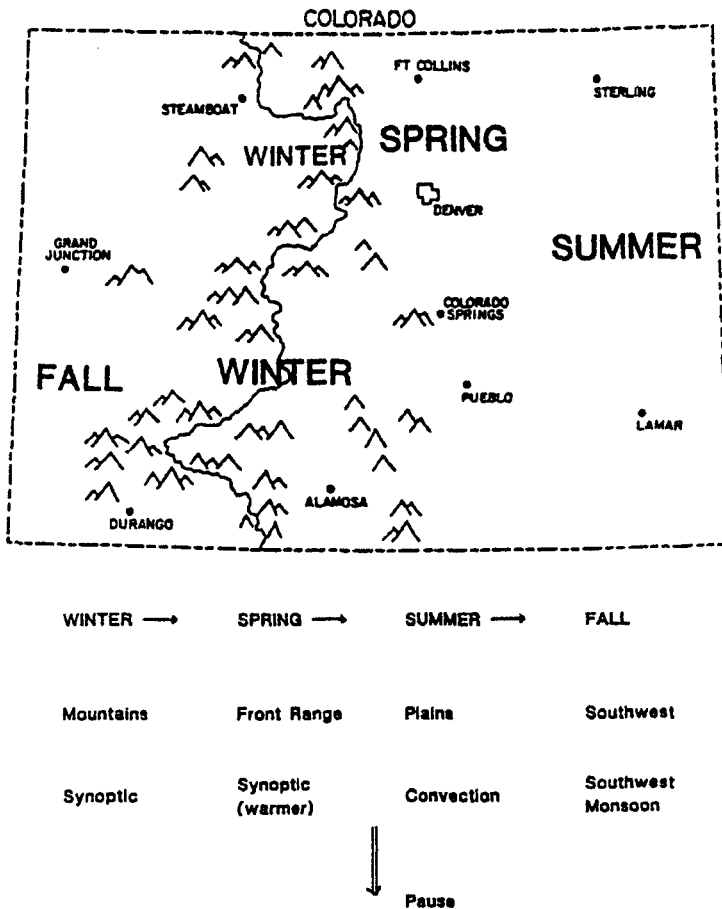 COLORADO
FT COLLINS
STERLING
STEAMBOAT
SPRING
WINTER
DENVER
GRAND
JUNCTION
SUMMER
COLORADO
SPRINGS
FALL
WINTER
PUEBLO
LAMAR
ALAMOSA
DURANGO
WINTER → SPRING → SUMMER → FALL
Mountains Front Range Plains Southwest
Synoptic Synoptic (warmer) Convection Southwest Monsoon
Pause